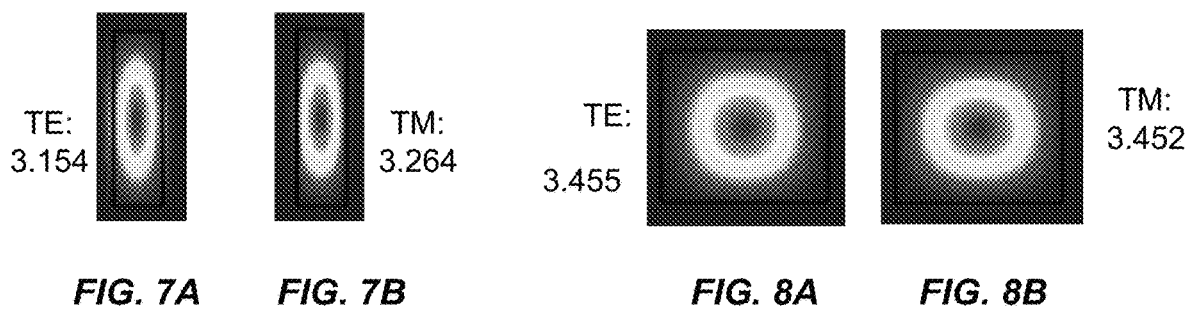 TE:
3.154
TM:
3.264
TE:
3.455
TM:
3.452
FIG. 7A
FIG. 7B
FIG. 8A
FIG. 8B